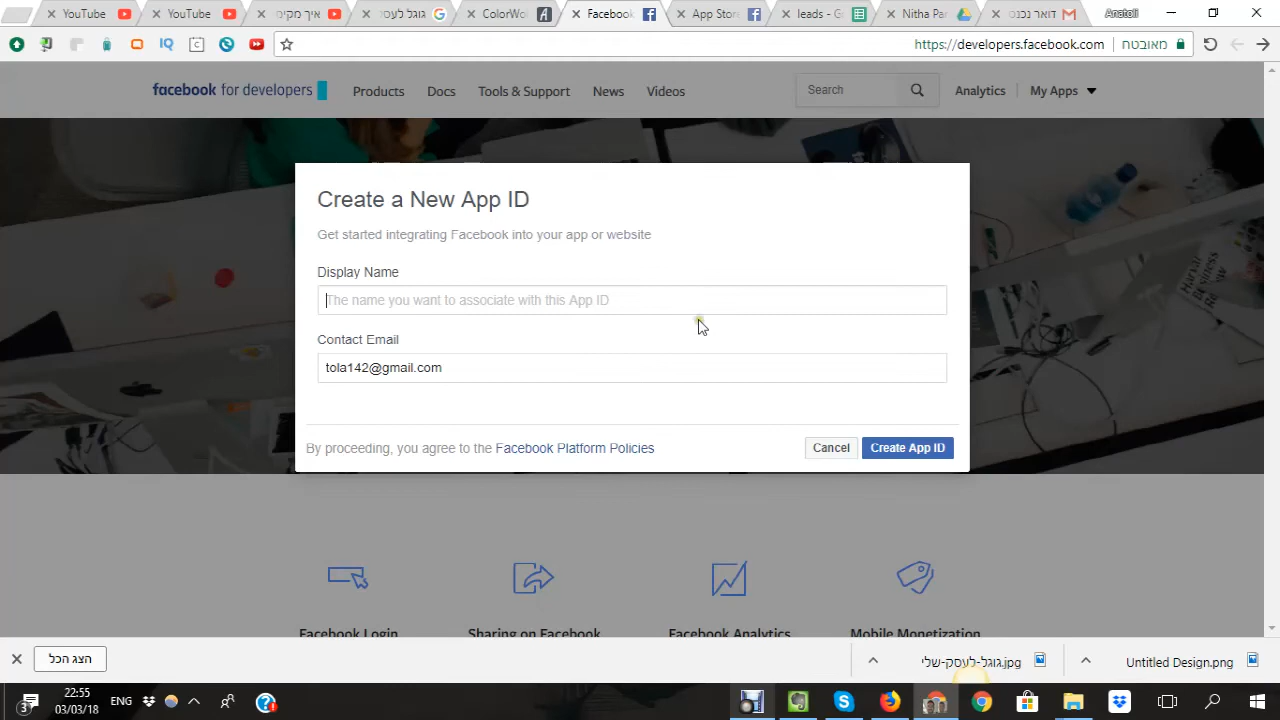 YouTube
YouTube
איך מקימ
גוגל לעסק
ColorWo
Facebook
App Stor
leads - G
Nitha Par
דואר נכנס
Anatoli
https://developers.facebook.com
מאובטח
facebook for developers
Products
Docs
Tools & Support
News
Videos
Search
Analytics
My Apps
Create a New App ID
Get started integrating Facebook into your app or website
Display Name
The name you want to associate with this App ID
Contact Email
tola142@gmail.com
By proceeding, you agree to the Facebook Platform Policies
Cancel
Create App ID
Facebook Login
Sharing on Facebook
Facebook Analytics
Mobile Monetization
הצג הכל
גוגל-לעסק-שלי.jpg
Untitled Design.png
3
22:55
03/03/18
ENG